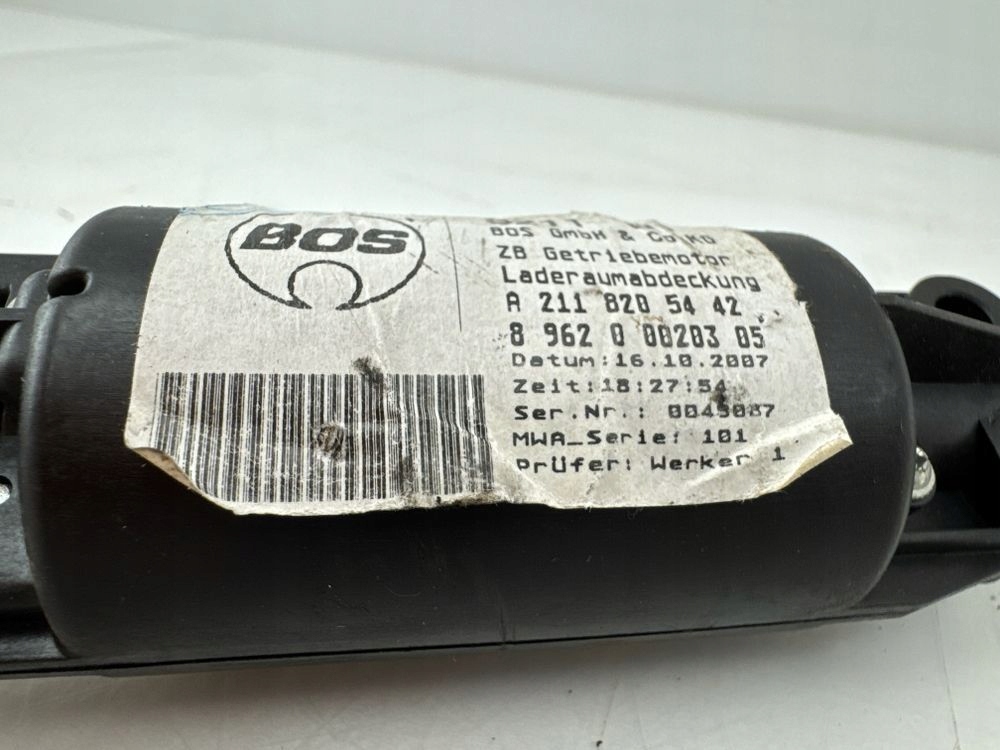 BOS
BOS GmbH & Co KG
ZB Getriebemotor
Laderaumabdeckung
A 211 820 54 42
8 962 0 00203 05
Datum:16.10.2007
Zeit:18:27:54
Ser.Nr.: 0045087
MWA_Serie: 101
Prüfer: Werker 1